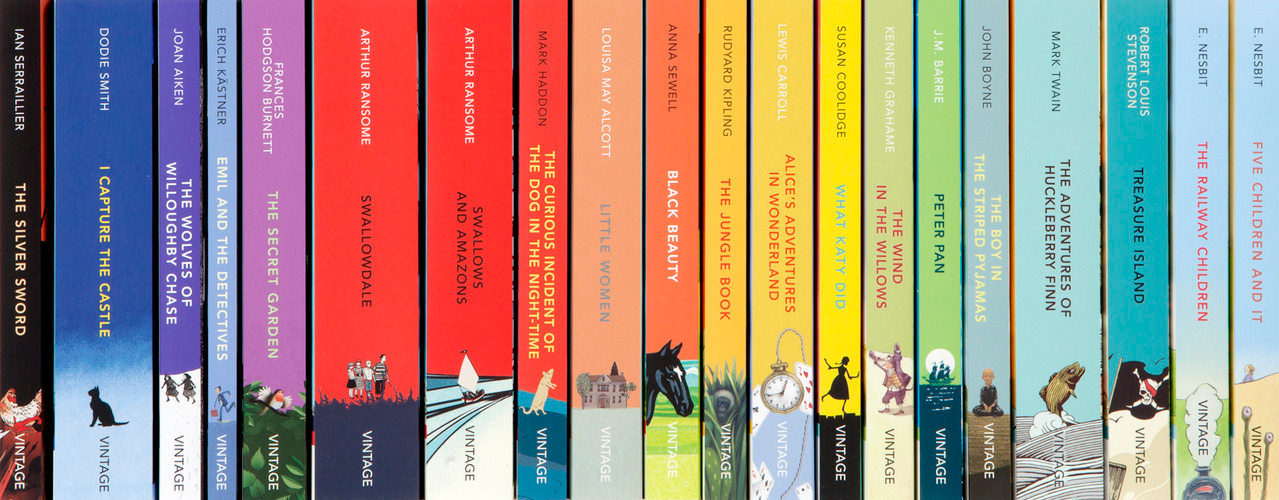 IAN SERRAILLIER
THE SILVER SWORD
VINTAGE
DODIE SMITH
I CAPTURE THE CASTLE
VINTAGE
JOAN AIKEN
THE WOLVES OF
WILLOUGHBY CHASE
VINTAGE
ERICH KÄSTNER
EMIL AND THE DETECTIVES
VINTAGE
FRANCES
HODGSON BURNETT
THE SECRET GARDEN
VINTAGE
ARTHUR RANSOME
SWALLOWDALE
VINTAGE
ARTHUR RANSOME
SWALLOWS
AND AMAZONS
VINTAGE
MARK HADDON
THE CURIOUS INCIDENT OF
THE DOG IN THE NIGHT-TIME
VINTAGE
LOUISA MAY ALCOTT
LITTLE WOMEN
VINTAGE
ANNA SEWELL
BLACK BEAUTY
VINTAGE
RUDYARD KIPLING
THE JUNGLE BOOK
VINTAGE
LEWIS CARROLL
ALICE'S ADVENTURES
IN WONDERLAND
VINTAGE
SUSAN COOLIDGE
WHAT KATY DID
VINTAGE
KENNETH GRAHAME
THE WIND
IN THE WILLOWS
VINTAGE
J.M. BARRIE
PETER PAN
VINTAGE
JOHN BOYNE
THE BOY IN
THE STRIPED PYJAMAS
VINTAGE
MARK TWAIN
THE ADVENTURES OF
HUCKLEBERRY FINN
VINTAGE
ROBERT LOUIS
STEVENSON
TREASURE ISLAND
VINTAGE
E. NESBIT
THE RAILWAY CHILDREN
VINTAGE
E. NESBIT
FIVE CHILDREN AND IT
VINTAGE